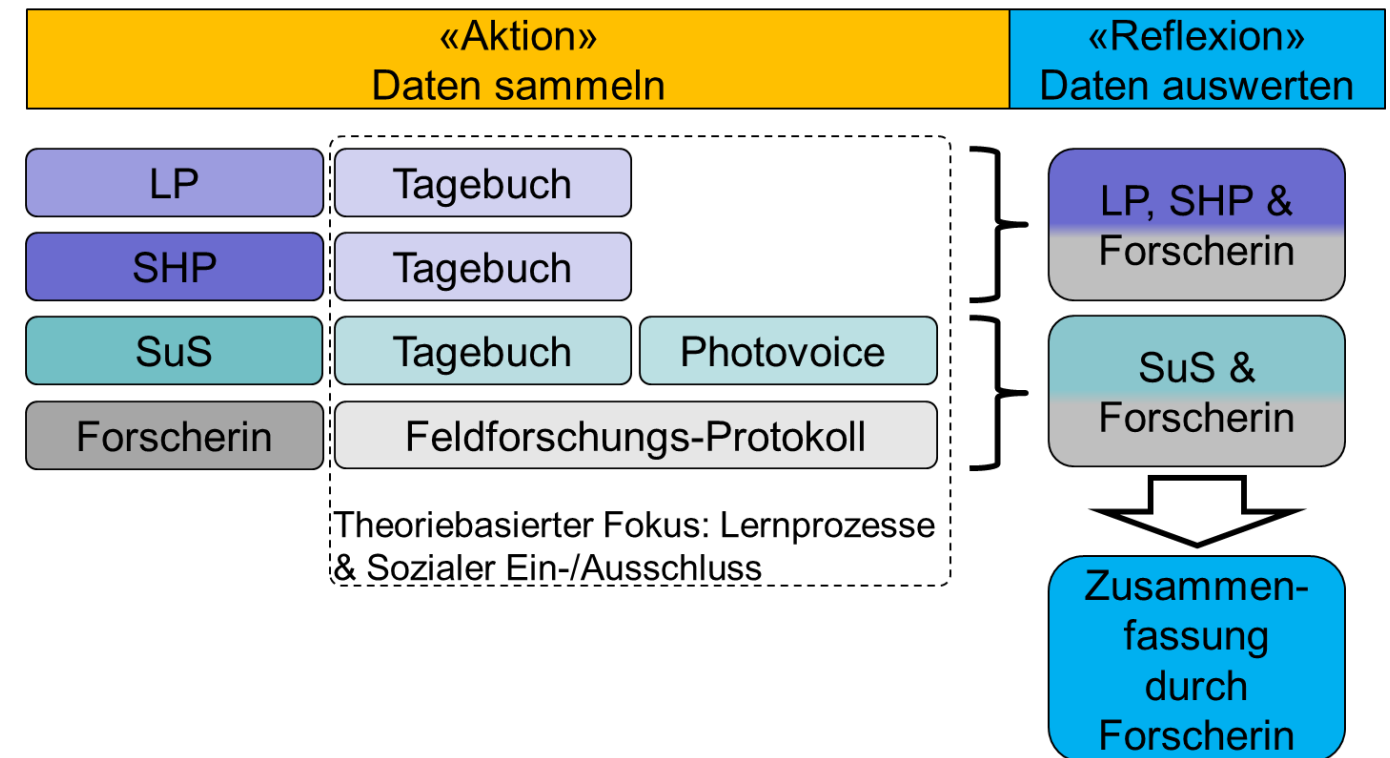 «Aktion»
Daten sammeln
«Reflexion»
Daten auswerten
LP
Tagebuch
SHP
Tagebuch
LP, SHP &
Forscherin
SuS
Tagebuch
Photovoice
Forscherin
Feldforschungs-Protokoll
SuS &
Forscherin
Theoriebasierter Fokus: Lernprozesse
& Sozialer Ein-/Ausschluss
Zusammen-
fassung
durch
Forscherin